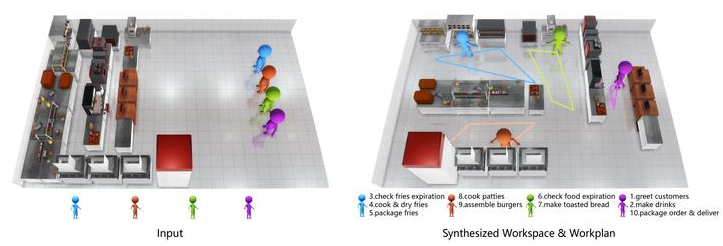 3.check fries expiration
4.cook & dry fries
5.package fries
8.cook patties
9.assemble burgers
6.check food expiration
7.make toasted bread
1.greet customers
2.make drinks
10.package order & deliver
Input
Synthesized Workspace & Workplan